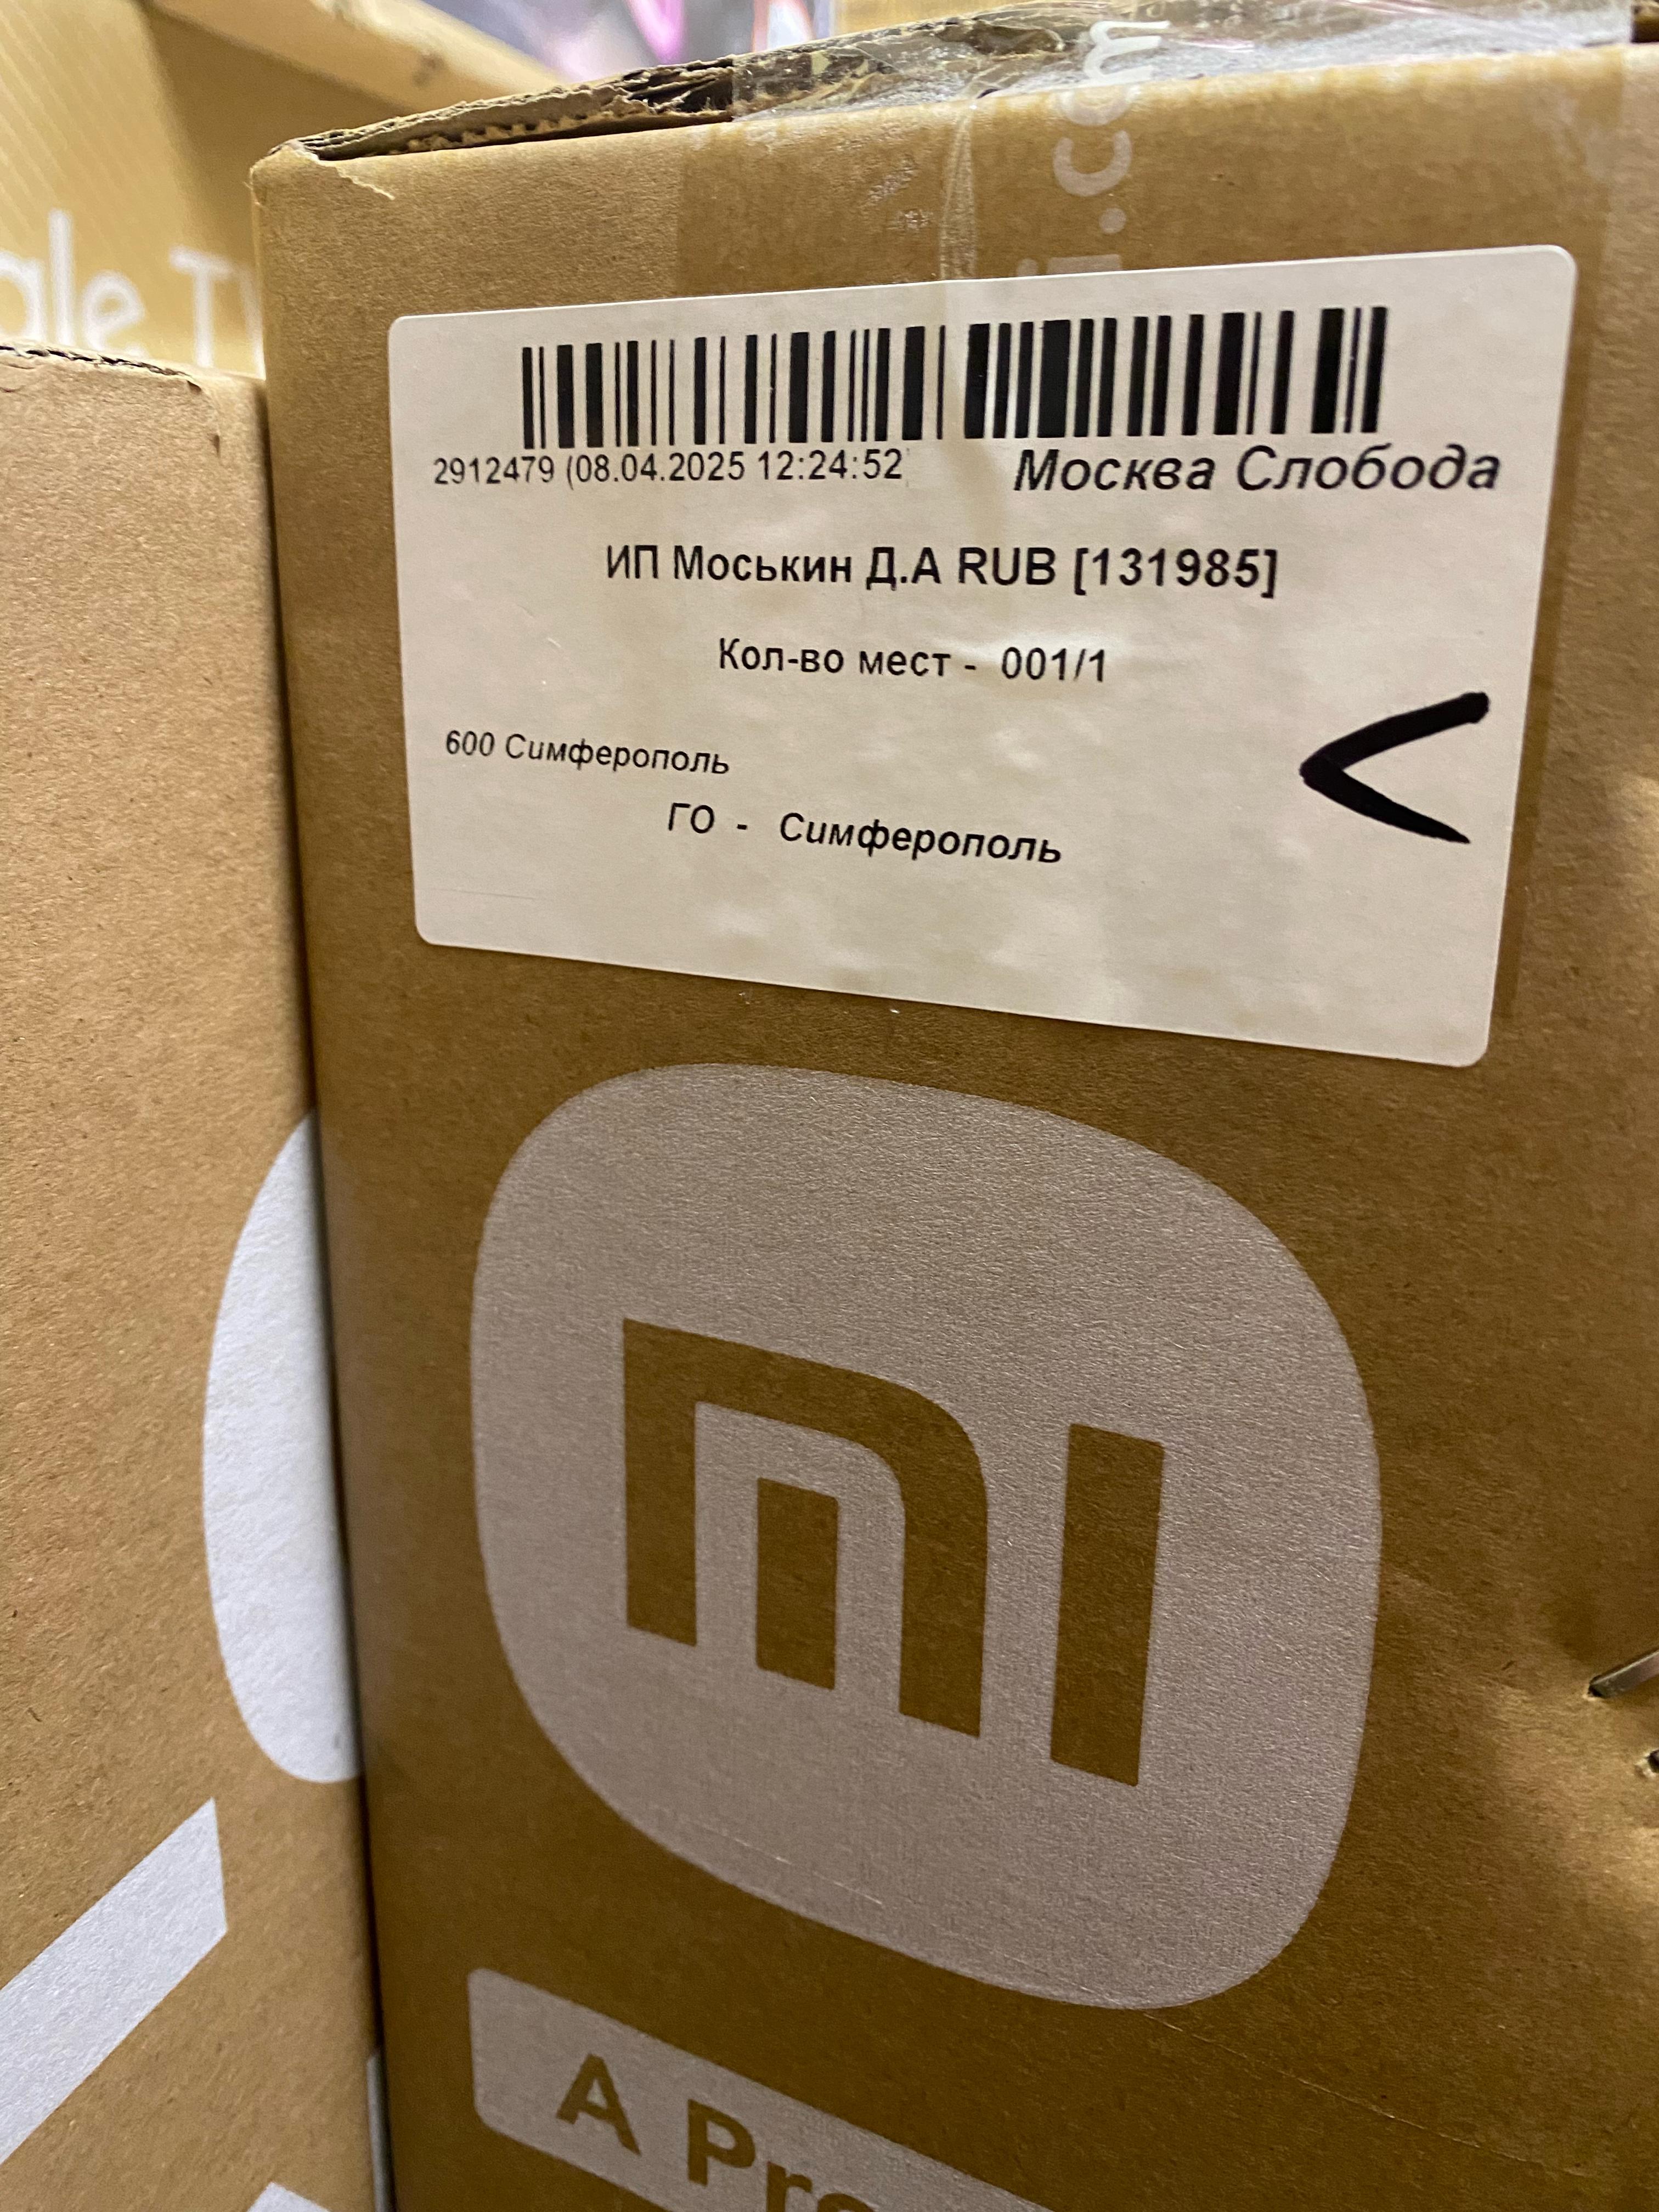 2912479 (08.04.2025 12:24:52
Москва Слобода
ИП Моськин Д.А RUB [131985]
Кол-во мест - 001/1
600 Симферополь
ГО - Симферополь
<
mi
A Pro